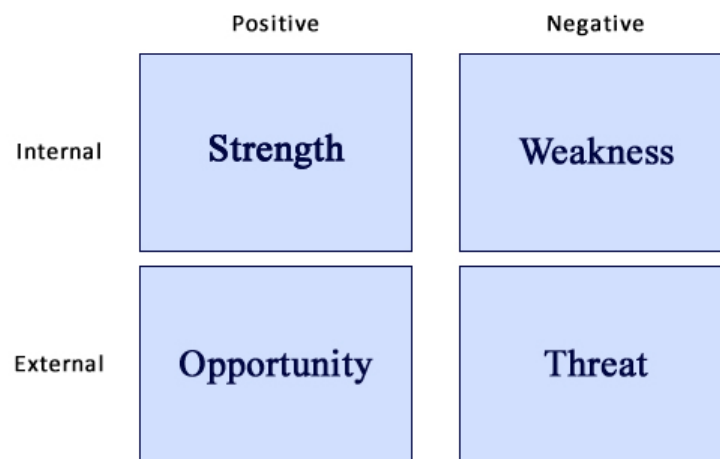 Positive Negative
Internal Strength Weakness
External Opportunity Threat